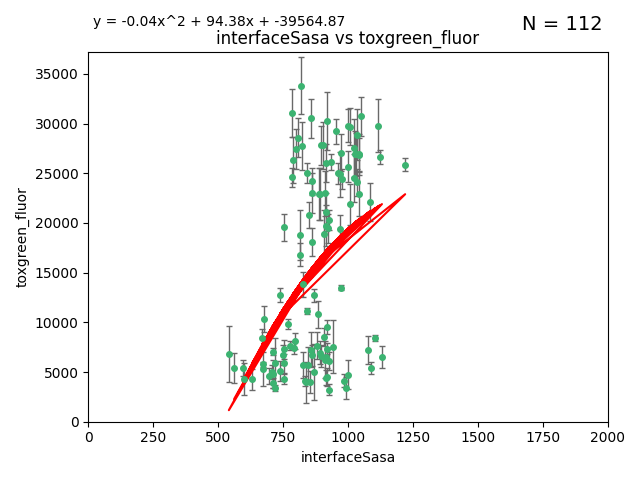 y = -0.04x^2 + 94.38x + -39564.87
N = 112
interfaceSasa vs toxgreen_fluor
35000
30000
25000
20000
15000
10000
5000
0
toxgreen_fluor
0 250 500 750 1000 1250 1500 1750 2000
interfaceSasa